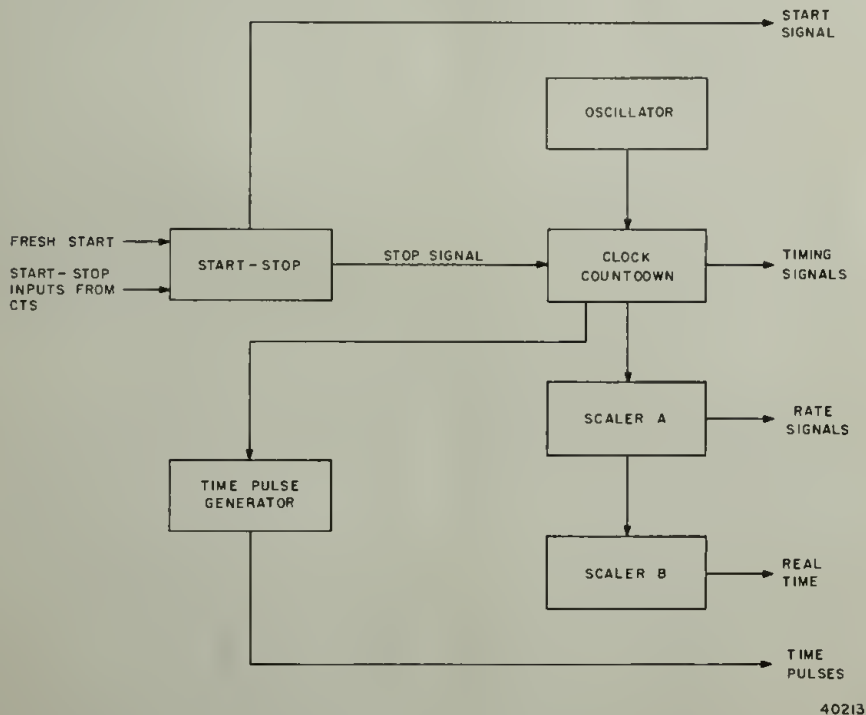 START
SIGNAL
OSCILLATOR
FRESH START
START-STOP
INPUTS FROM
CTS
START-STOP
STOP SIGNAL
CLOCK
COUNTDOWN
TIMING
SIGNALS
SCALER A
RATE
SIGNALS
TIME PULSE
GENERATOR
SCALER B
REAL
TIME
TIME
PULSES
40213